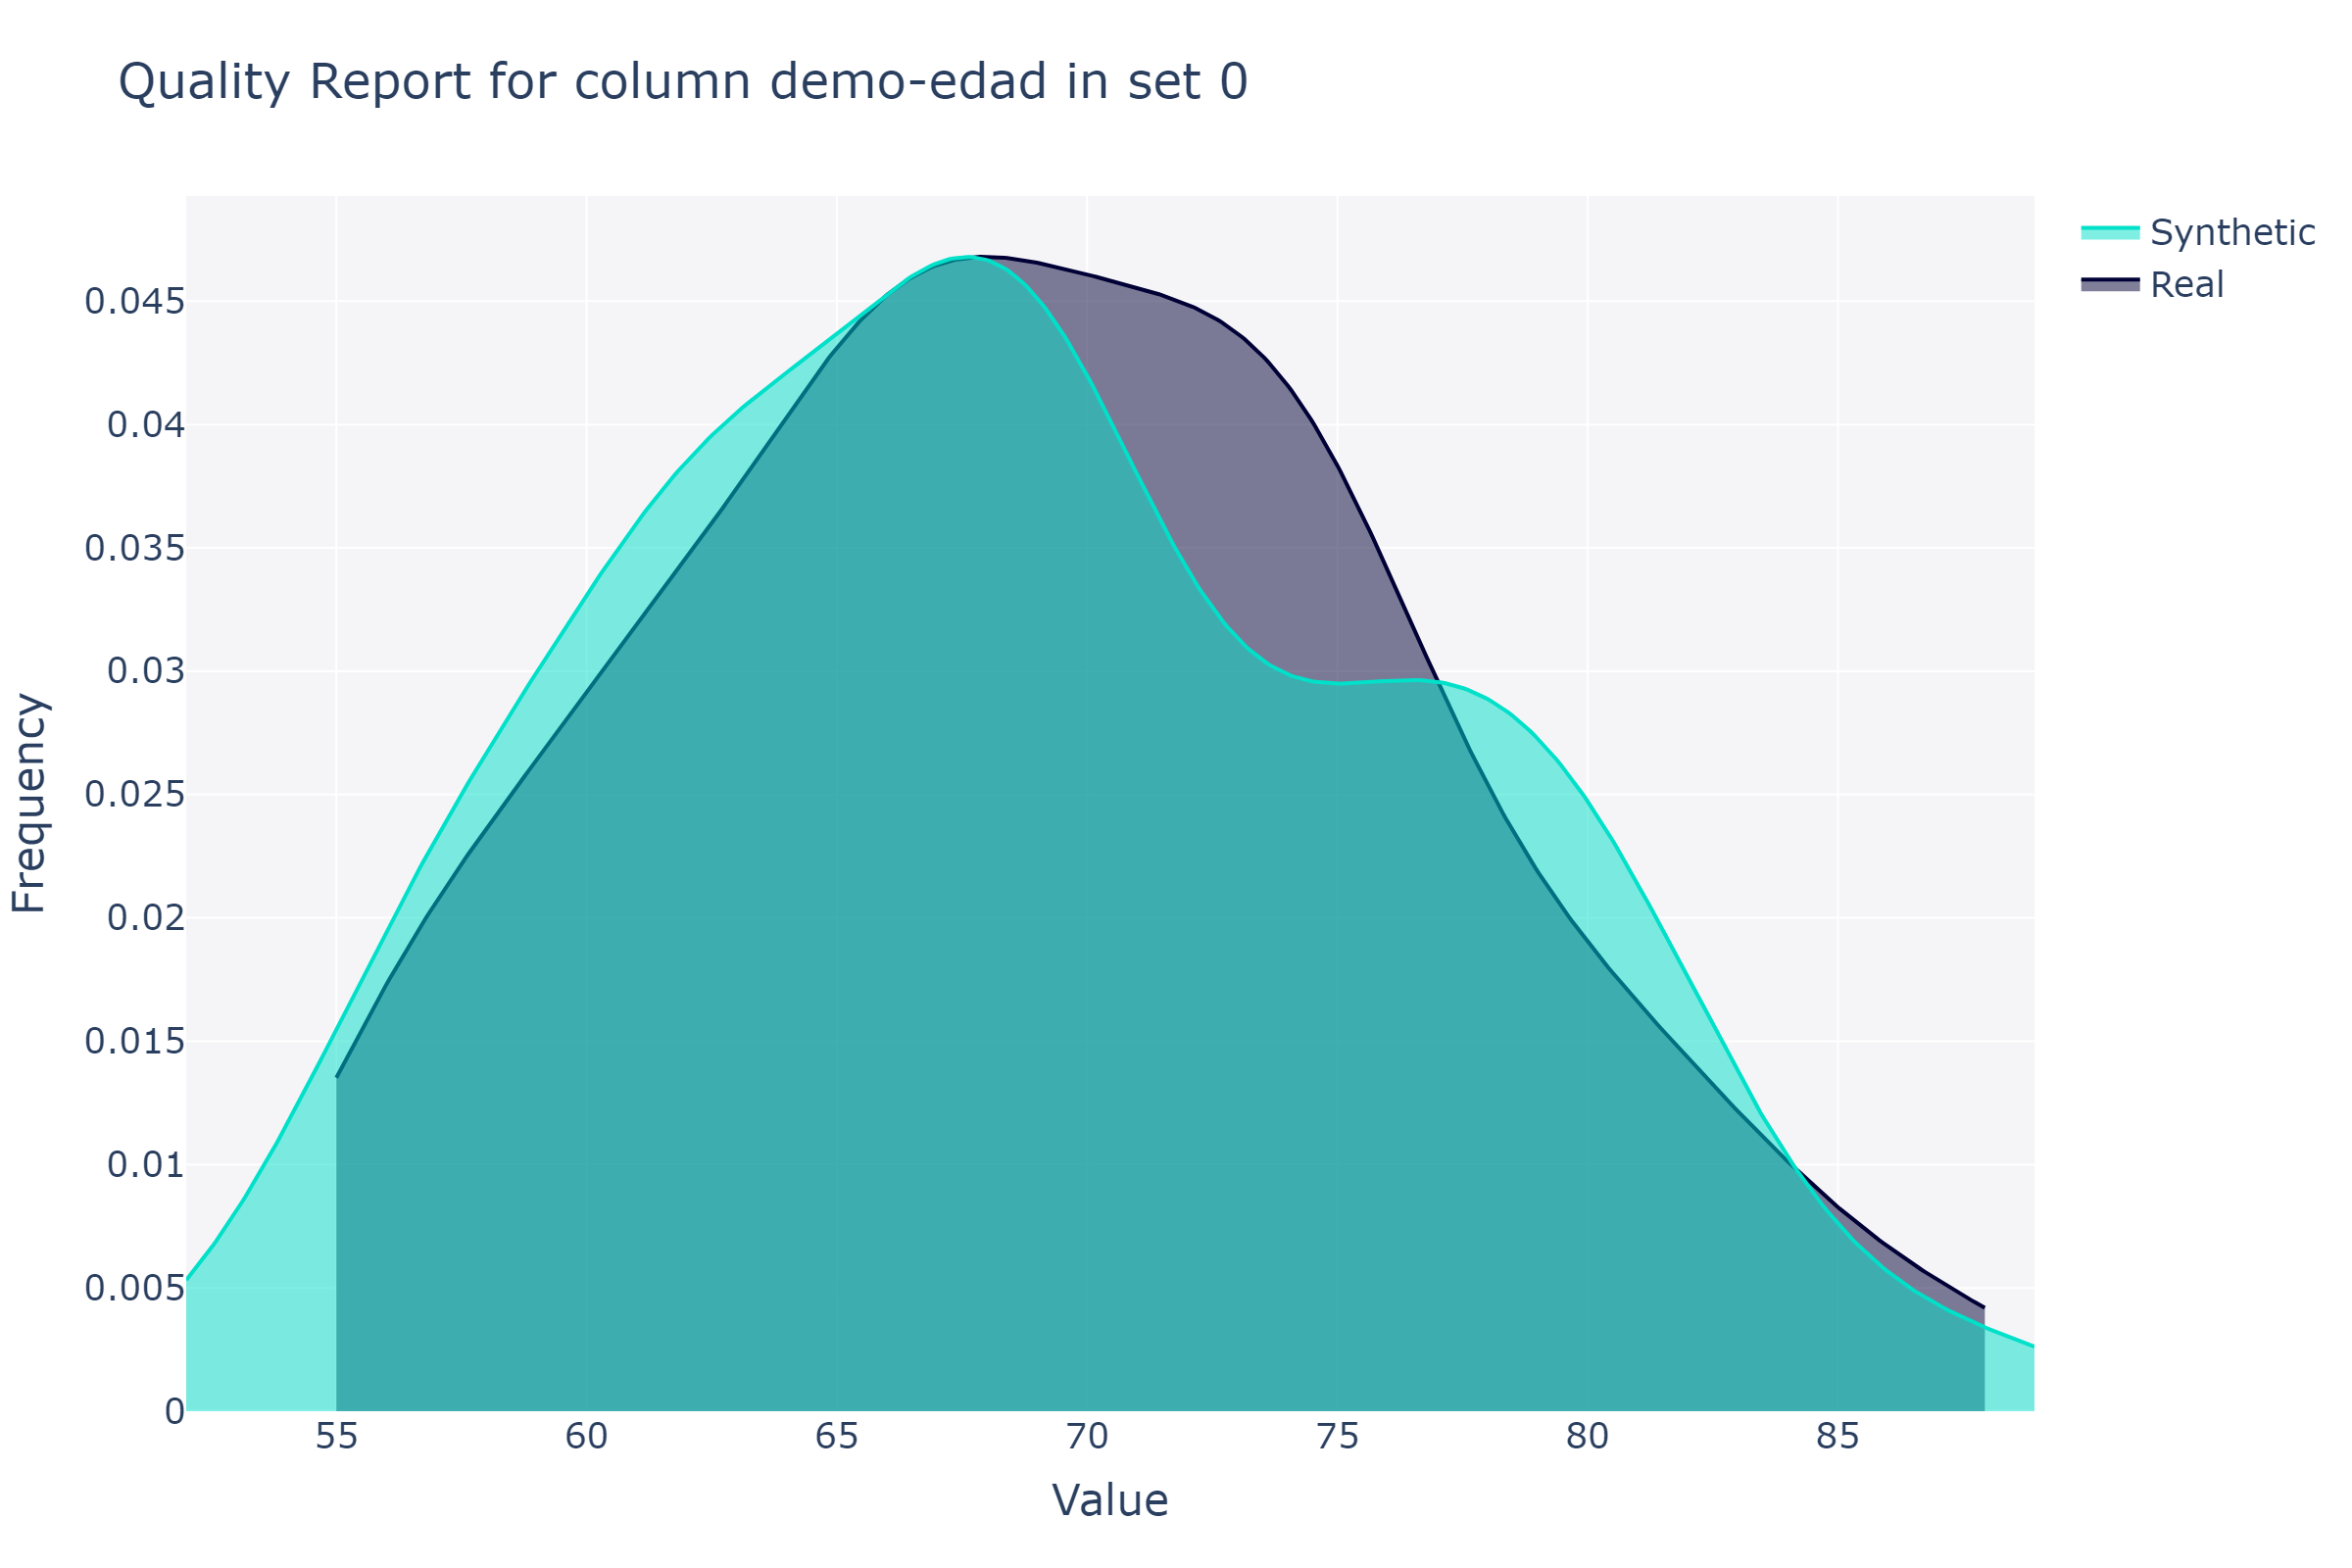 Quality Report for column demo-edad in set 0
Synthetic
Real
0.045
0.04
0.035
0.03
0.025
0.02
0.015
0.01
0.005
0
Frequency
55 60 65 70 75 80 85
Value